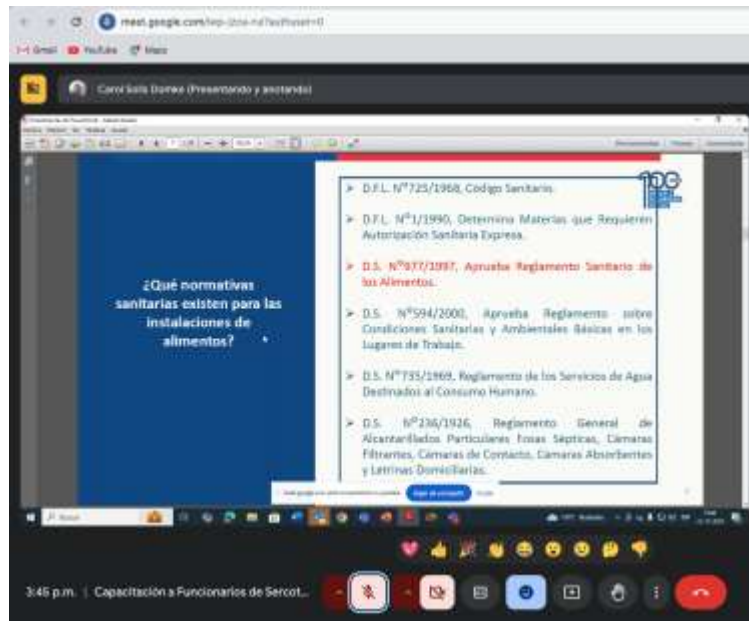 meet.google.com/
Gmail YouTube Maps
Carol Solis Damea (Presentando y anotando)
¿Qué normativas
sanitarias existen para las
instalaciones de
alimentos?
➤ D.F.L. N°725/1968, Código Sanitario.
➤ D.F.L. N°1/1990, Determina Materias que Requieren
Autorización Sanitaria Expresa.
➤ D.S. N°977/1997, Aprueba Reglamento Sanitario de
los Alimentos.
➤ D.S. N°594/2000, Aprueba Reglamento sobre
Condiciones Sanitarias y Ambientales Básicas en los
Lugares de Trabajo.
➤ D.S. N°735/1969, Reglamento de los Servicios de Agua
Destinados al Consumo Humano.
➤ D.S. N°236/1926, Reglamento General de
Alcantarillados Particulares Fosas Sépticas, Cámaras
Filtrantes, Cámaras de Contacto, Cámaras Absorbentes
y Letrinas Domiciliarias.
3:45 p.m. | Capacitación a Funcionarios de Sercot...